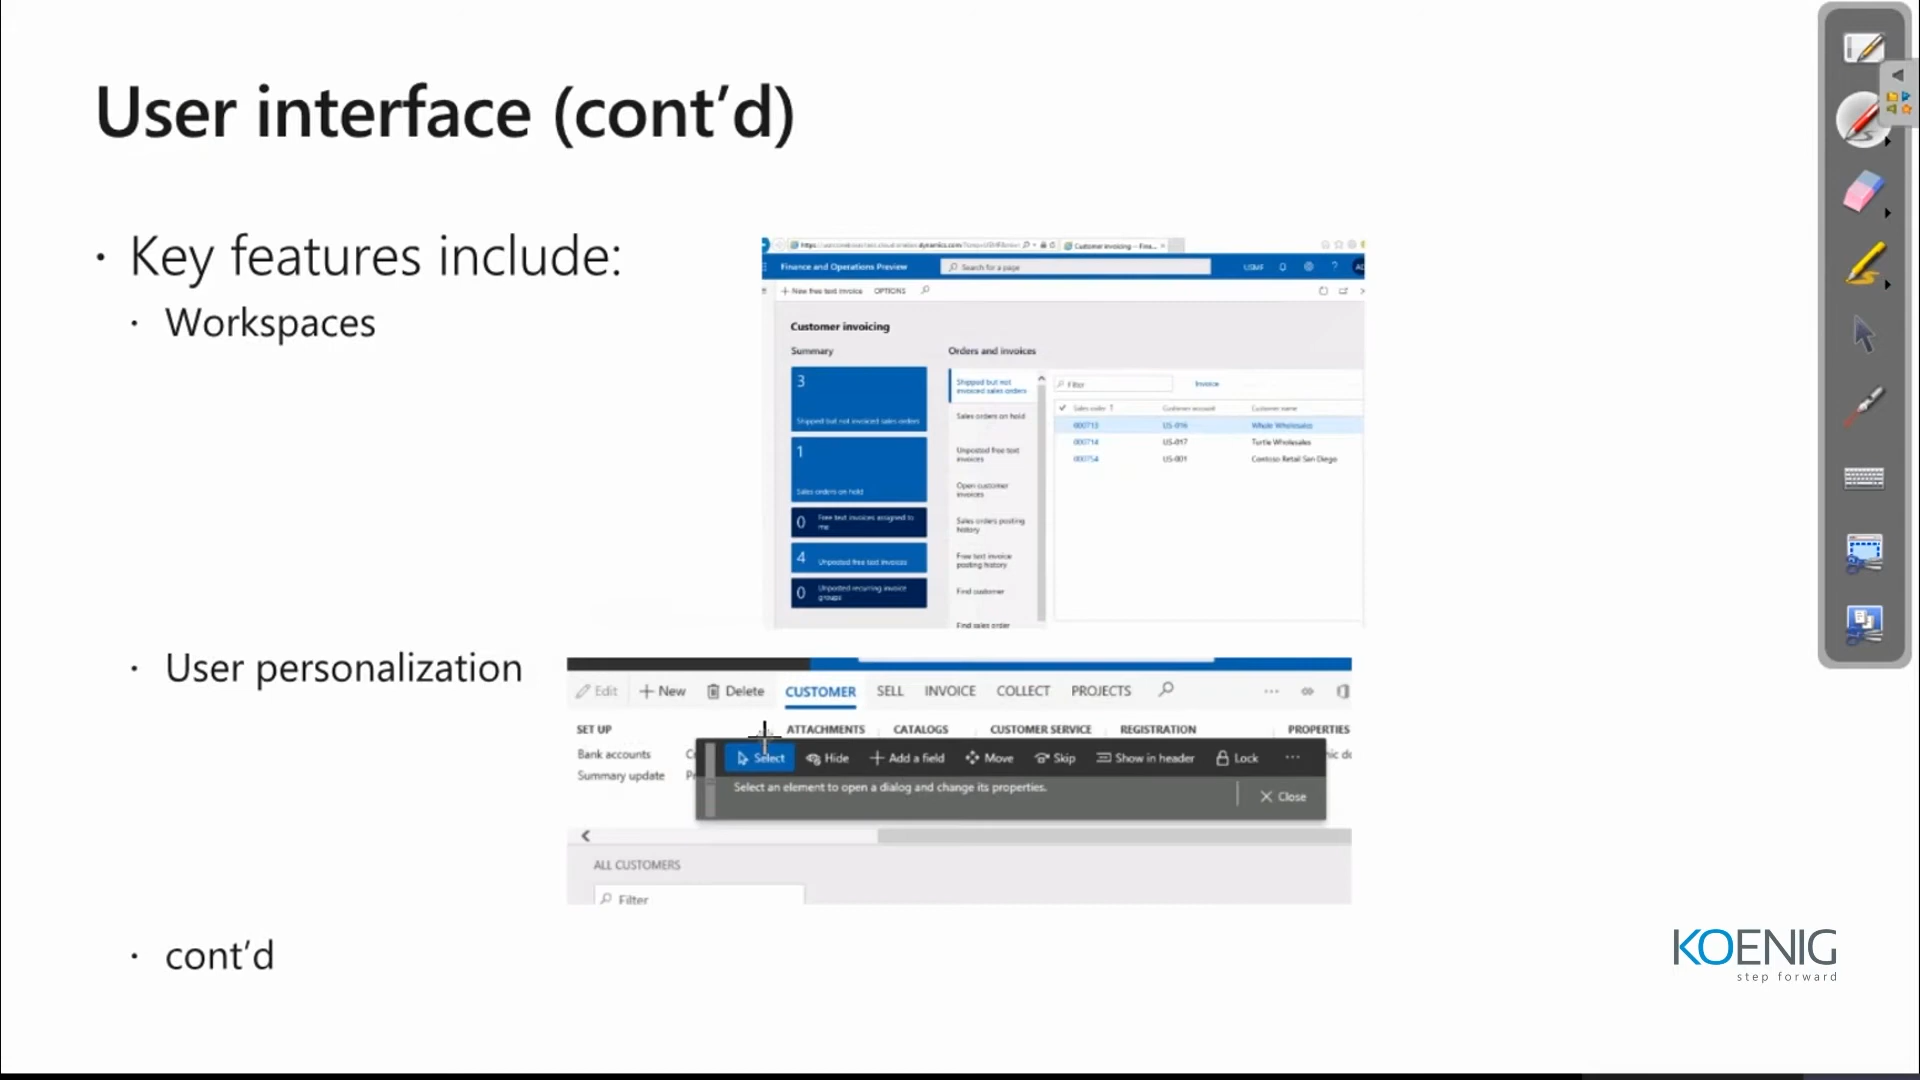 User interface (cont'd)
· Key features include:
· Workspaces
Customer invoicing – Fina...
Finance and Operations Preview
Search for a page
USMF
?
+ New free text invoice OPTIONS
Customer invoicing
Summary
Orders and invoices
3
Shipped but not invoiced sales orders
1
Sales orders on hold
0 Free text invoices assigned to me
4 Unposted free text invoices
0 Unposted recurring invoice groups
Shipped but not
invoiced sales orders
Sales orders on hold
Unposted free text
invoices
Open customer
invoices
Sales orders posting
history
Free text invoice
posting history
Find customer
Find sales order
Filter
Invoice
Sales order Customer account Customer name
000713 US-016 Whole Wholesales
000714 US-017 Turtle Wholesales
000754 US-001 Contoso Retail San Diego
· User personalization
Edit + New Delete CUSTOMER SELL INVOICE COLLECT PROJECTS ...
SET UP ATTACHMENTS CATALOGS CUSTOMER SERVICE REGISTRATION PROPERTIES
Bank accounts
Summary update
Select Hide + Add a field Move Skip Show in header Lock ...
Select an element to open a dialog and change its properties.
Close
ALL CUSTOMERS
Filter
· cont'd
KOENIG
step forward